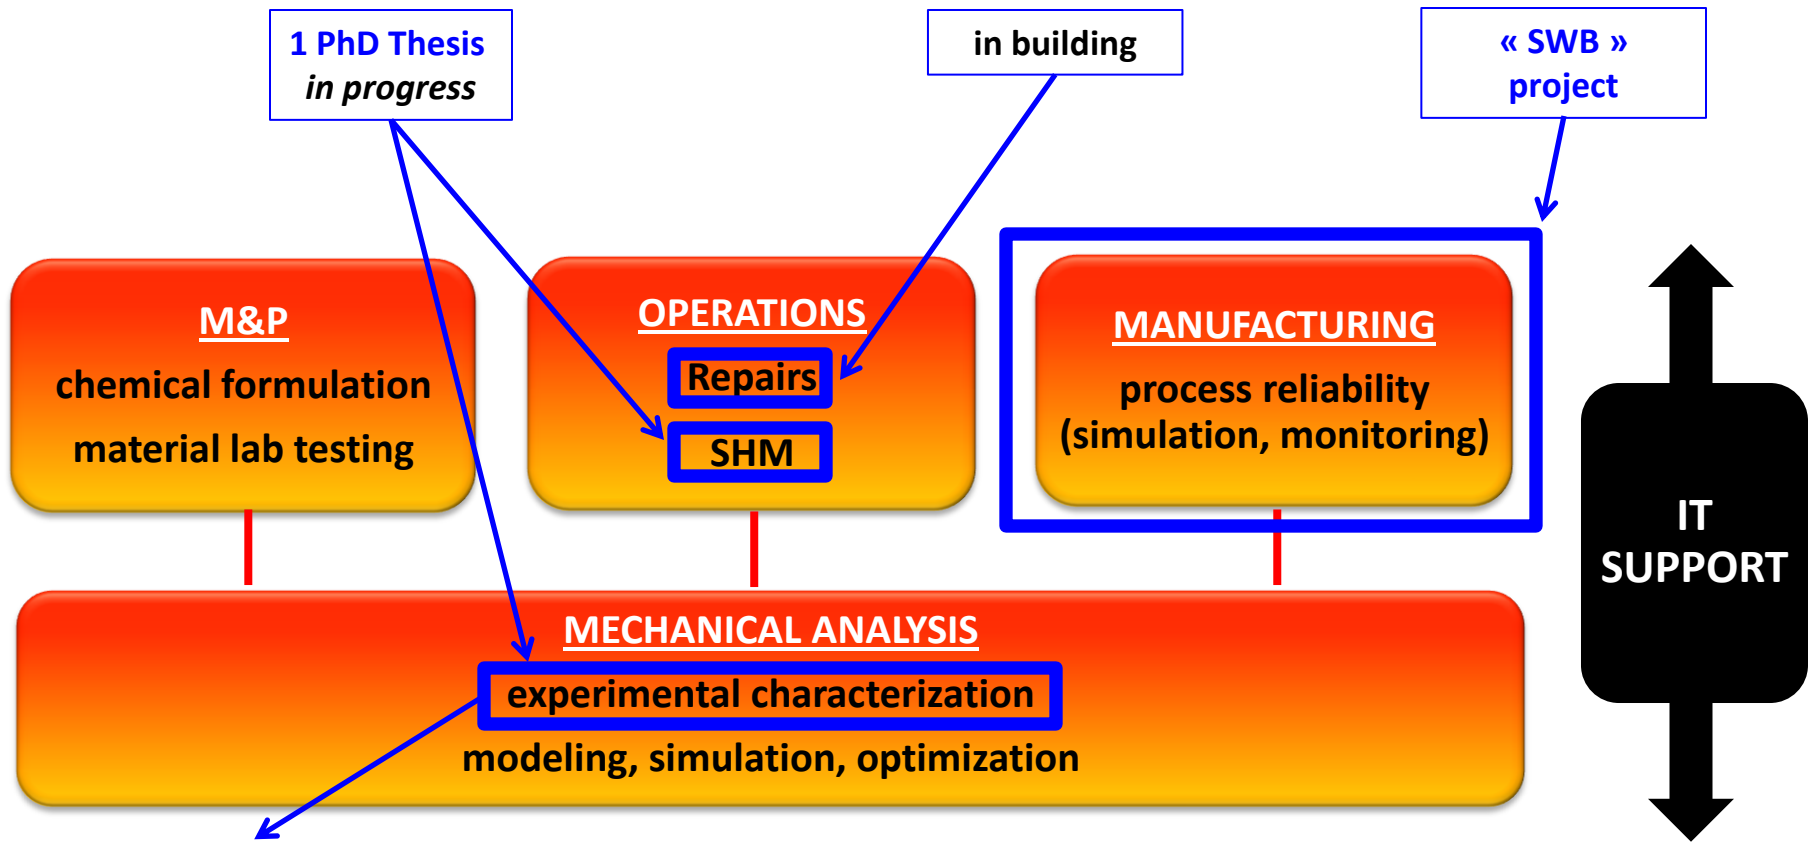 1 PhD Thesis
in progress
in building
« SWB »
project
M&P
chemical formulation
material lab testing
OPERATIONS
Repairs
SHM
MANUFACTURING
process reliability
(simulation, monitoring)
IT
SUPPORT
MECHANICAL ANALYSIS
experimental characterization
modeling, simulation, optimization